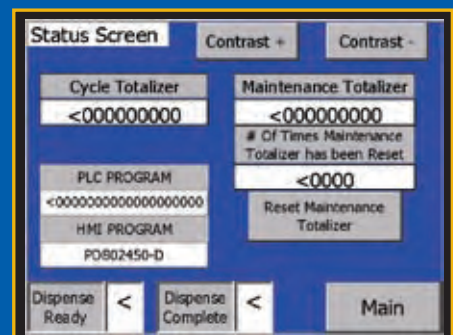 Status Screen
Contrast +
Contrast -
Cycle Totalizer
<000000000
Maintenance Totalizer
<000000000
# Of Times Maintenance
Totalizer has been Reset
<0000
Reset Maintenance
Totalizer
PLC PROGRAM
<00000000000000000000
HMI PROGRAM
PD802450-D
Dispense
Ready
<
Dispense
Complete
<
Main